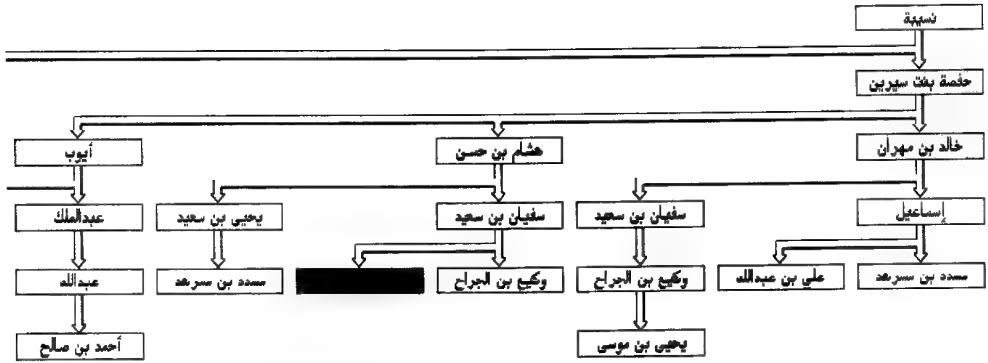 نسيبة
حفصة بنت سيرين
خالد بن مهران
هشام بن حسن
أيوب
إسماعيل
سفيان بن سعيد
سفيان بن سعيد
يحيى بن سعيد
عبدالملك
مسدد بن مسرهد
علي بن عبدالله
وكيع بن الجراح
وكيع بن الجراح
مسدد بن مسرهد
عبدالله
يحيى بن موسى
أحمد بن صالح